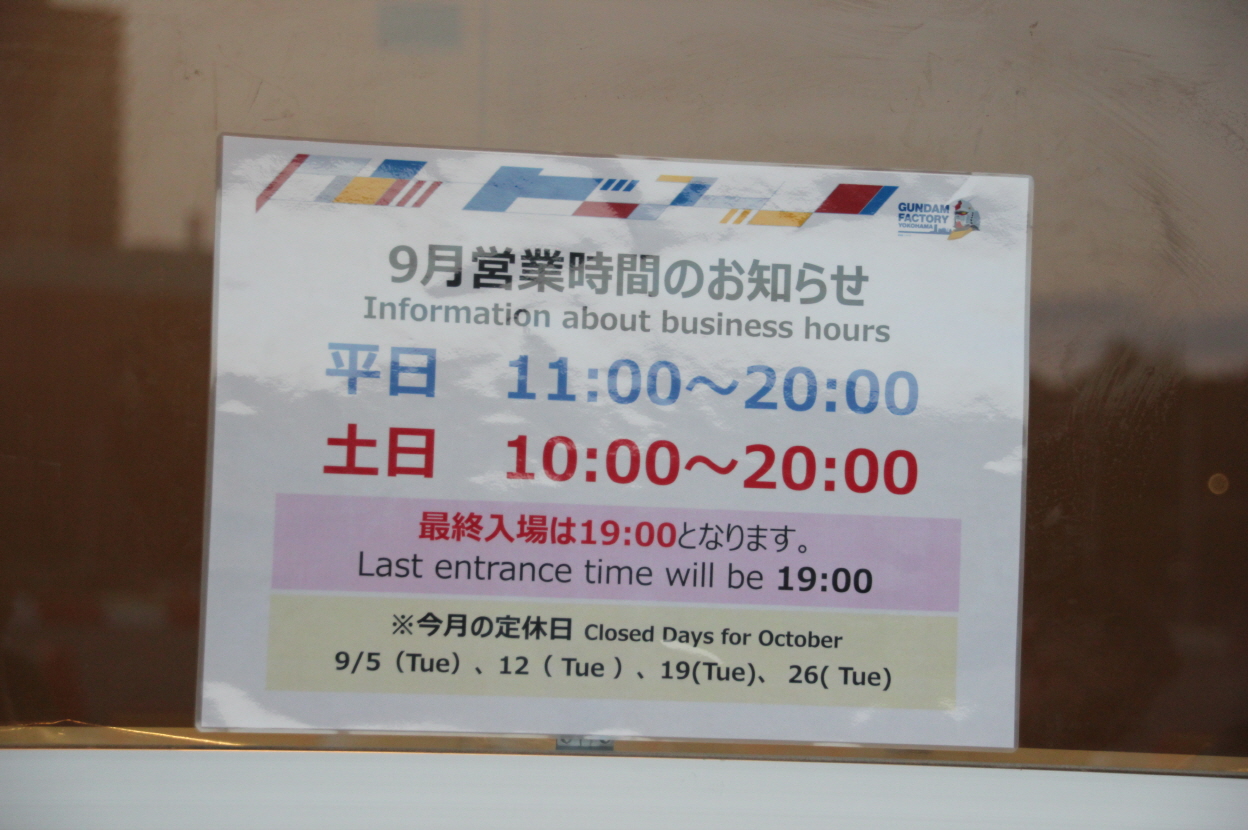 GUNDAM
FACTORY
YOKOHAMA
9月営業時間のお知らせ
Information about business hours
平日 11:00～20:00
土日 10:00～20:00
最終入場は19:00となります。
Last entrance time will be 19:00
※今月の定休日 Closed Days for October
9/5（Tue）、12（ Tue ）、19(Tue)、 26( Tue)